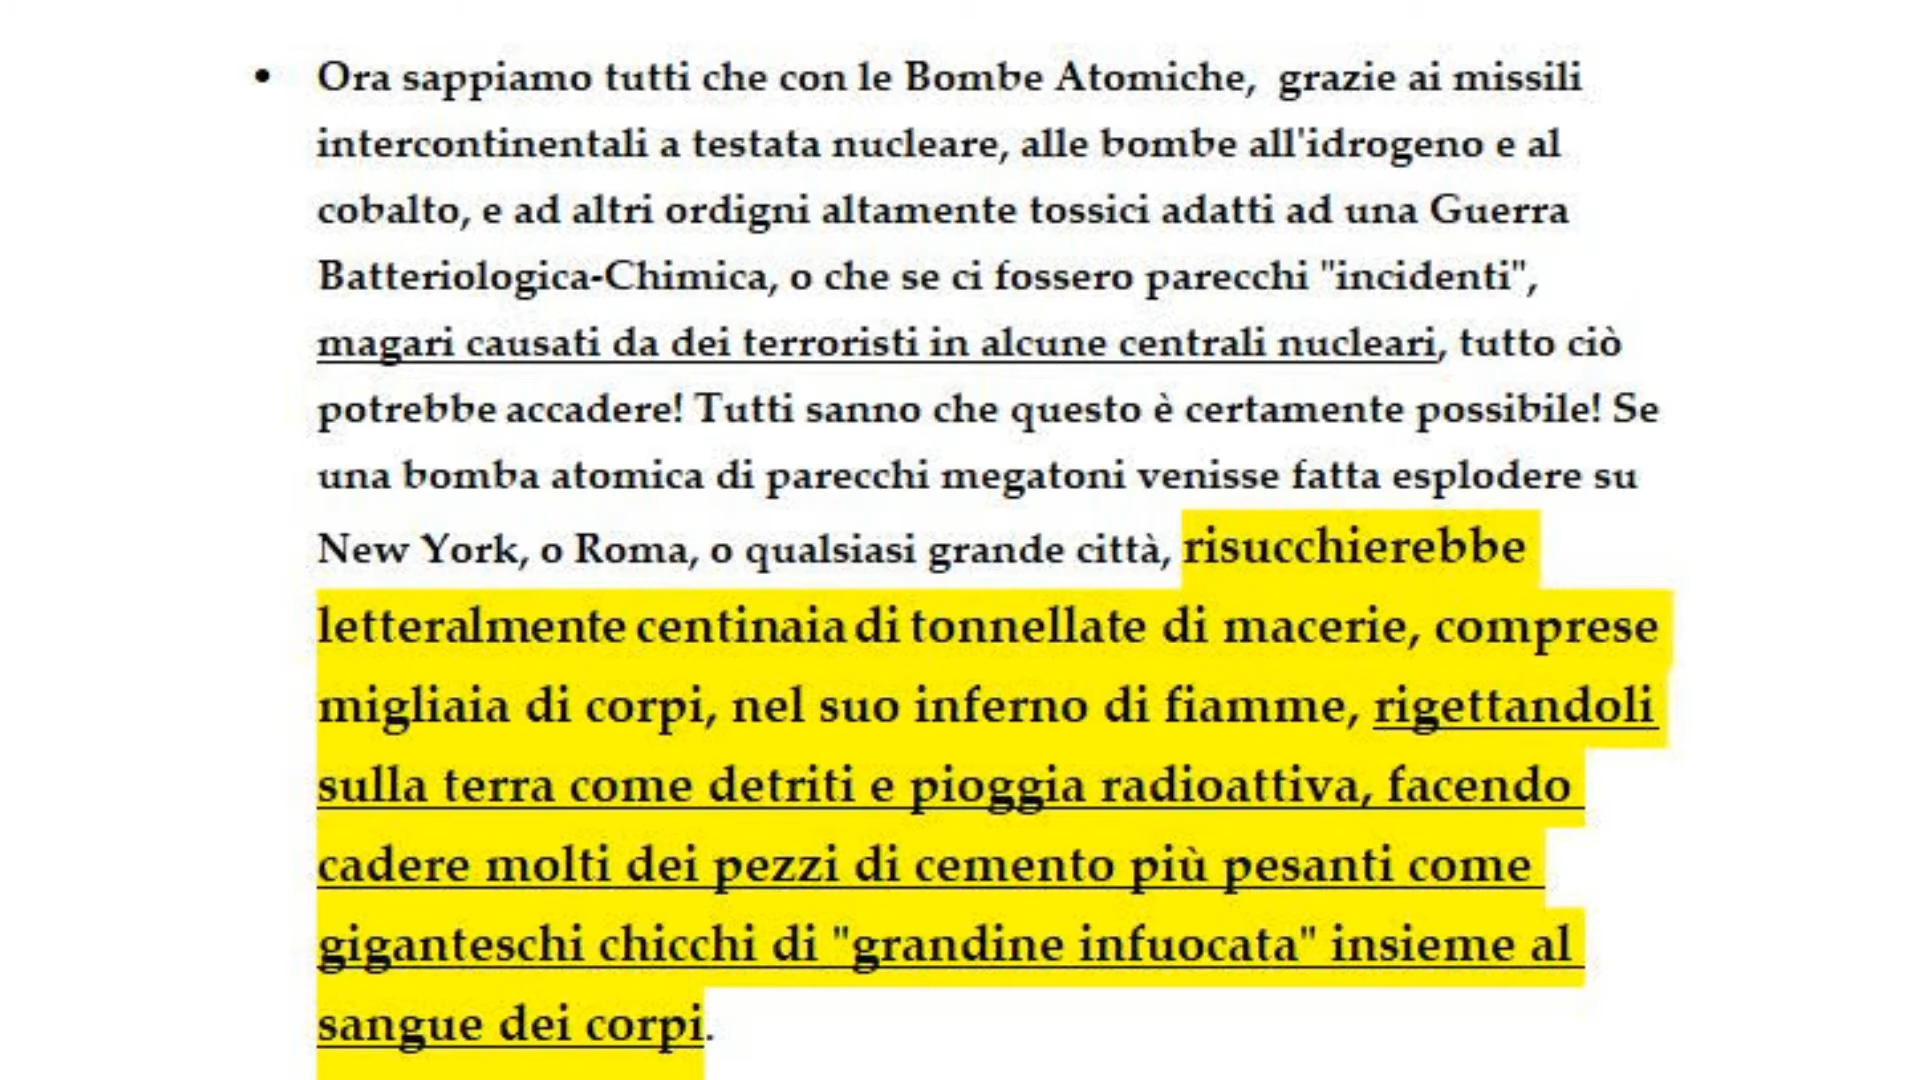 • Ora sappiamo tutti che con le Bombe Atomiche, grazie ai missili
intercontinentali a testata nucleare, alle bombe all'idrogeno e al
cobalto, e ad altri ordigni altamente tossici adatti ad una Guerra
Batteriologica-Chimica, o che se ci fossero parecchi "incidenti",
magari causati da dei terroristi in alcune centrali nucleari, tutto ciò
potrebbe accadere! Tutti sanno che questo è certamente possibile! Se
una bomba atomica di parecchi megatoni venisse fatta esplodere su
New York, o Roma, o qualsiasi grande città, risucchierebbe
letteralmente centinaia di tonnellate di macerie, comprese
migliaia di corpi, nel suo inferno di fiamme, rigettandoli
sulla terra come detriti e pioggia radioattiva, facendo
cadere molti dei pezzi di cemento più pesanti come
giganteschi chicchi di "grandine infuocata" insieme al
sangue dei corpi.